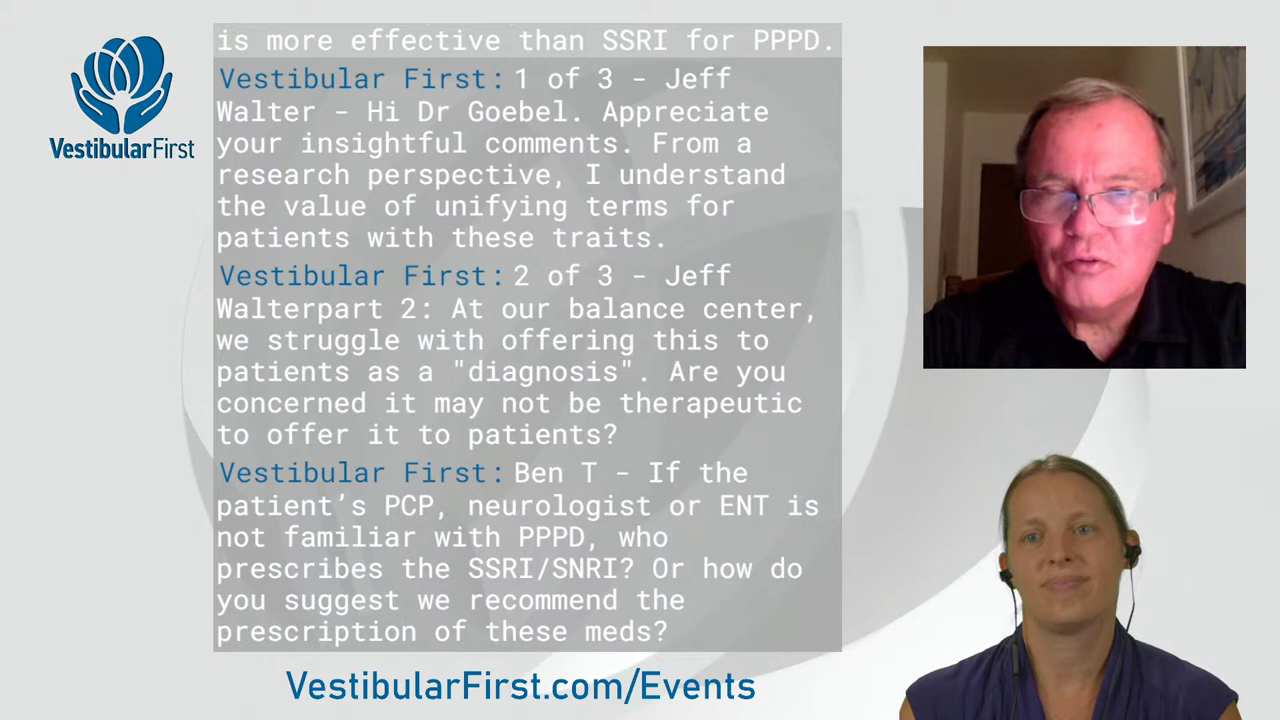 VestibularFirst
is more effective than SSRI for PPPD.
Vestibular First: 1 of 3 - Jeff
Walter - Hi Dr Goebel. Appreciate
your insightful comments. From a
research perspective, I understand
the value of unifying terms for
patients with these traits.
Vestibular First: 2 of 3 - Jeff
Walterpart 2: At our balance center,
we struggle with offering this to
patients as a "diagnosis". Are you
concerned it may not be therapeutic
to offer it to patients?
Vestibular First: Ben T - If the
patient’s PCP, neurologist or ENT is
not familiar with PPPD, who
prescribes the SSRI/SNRI? Or how do
you suggest we recommend the
prescription of these meds?
VestibularFirst.com/Events